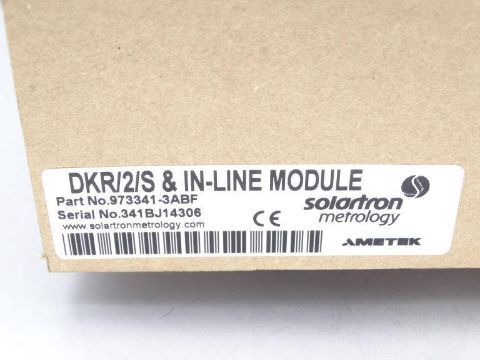 DKR/2/S & IN-LINE MODULE
Part No.973341-3ABF
Serial No.341BJ14306
www.solartronmetrology.com
CE
solartron
metrology
AMETEK